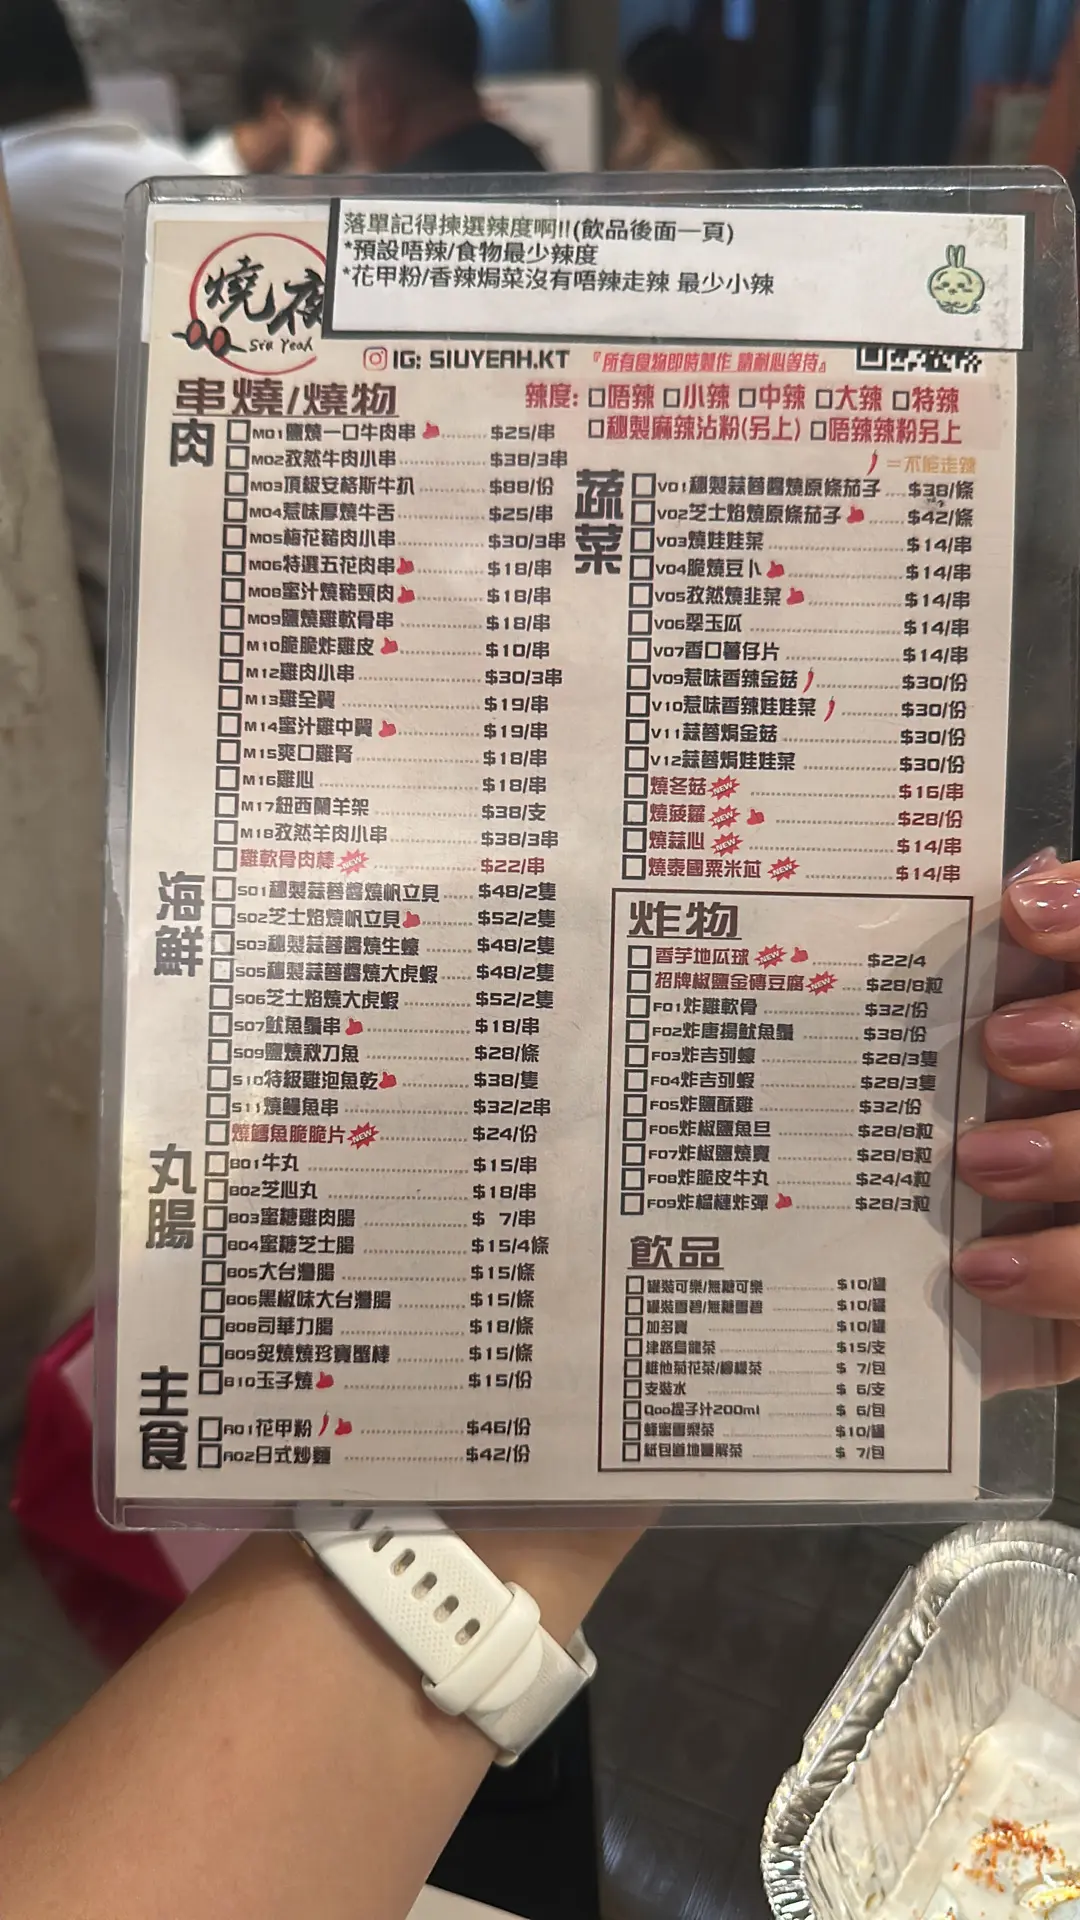 落單記得揀選辣度啊!!(飲品後面一頁)
*預設唔辣/食物最少辣度
*花甲粉/香辣焗菜沒有唔辣走辣 最少小辣
燒夜
Siu Yeah
IG: SIUYEAH.KT
『所有食物即時製作 請耐心等待』
串燒/燒物
辣度: □唔辣 □小辣 □中辣 □大辣 □特辣
□秘製麻辣沾粉(另上) □唔辣辣粉另上
=不能走辣
肉
M01鹽燒一口牛肉串 $25/串
M02孜然牛肉小串 $38/3串
M03頂級安格斯牛扒 $88/份
M04惹味厚燒牛舌 $25/串
M05梅花豬肉小串 $30/3串
M06特選五花肉串 $18/串
M08蜜汁燒豬頸肉 $18/串
M09鹽燒雞軟骨串 $18/串
M10脆脆炸雞皮 $10/串
M12雞肉小串 $30/3串
M13雞全翼 $19/串
M14蜜汁雞中翼 $19/串
M15爽口雞腎 $18/串
M16雞心 $18/串
M17紐西蘭羊架 $38/支
M18孜然羊肉小串 $38/3串
雞軟骨肉棒 NEW $22/串
海鮮
S01秘製蒜蓉醬燒帆立貝 $48/2隻
S02芝士焰燒帆立貝 $52/2隻
S03秘製蒜蓉醬燒生蠔 $48/2隻
S05秘製蒜蓉醬燒大虎蝦 $48/2隻
S06芝士焰燒大虎蝦 $52/2隻
S07魷魚鬚串 $18/串
S09鹽燒秋刀魚 $28/條
S10特級雞泡魚乾 $38/隻
S11燒鰻魚串 $32/2串
燒鱈魚脆脆片 NEW $24/份
丸腸
B01牛丸 $15/串
B02芝心丸 $18/串
B03蜜糖雞肉腸 $ 7/串
B04蜜糖芝士腸 $15/4條
B05大台灣腸 $15/條
B06黑椒味大台灣腸 $15/條
B08司華力腸 $18/條
B09炙燒燒珍寶蟹棒 $15/條
B10玉子燒 $15/份
主食
A01花甲粉 $46/份
A02日式炒麵 $42/份
蔬菜
V01秘製蒜蓉醬燒原條茄子 $38/條
V02芝士焰燒原條茄子 $42/條
V03燒娃娃菜 $14/串
V04脆燒豆卜 $14/串
V05孜然燒韭菜 $14/串
V06翠玉瓜 $14/串
V07香口薯仔片 $14/串
V09惹味香辣金菇 $30/份
V10惹味香辣娃娃菜 $30/份
V11蒜蓉焗金菇 $30/份
V12蒜蓉焗娃娃菜 $30/份
燒冬菇 NEW $16/串
燒菠蘿 NEW $28/份
燒蒜心 NEW $14/串
燒泰國粟米芯 NEW $14/串
炸物
香芋地瓜球 NEW $22/4
招牌椒鹽金磚豆腐 NEW $28/8粒
F01炸雞軟骨 $32/份
F02炸唐揚魷魚鬚 $38/份
F03炸吉列蠔 $28/3隻
F04炸吉列蝦 $28/3隻
F05炸鹽酥雞 $32/份
F06炸椒鹽魚旦 $28/8粒
F07炸椒鹽燒賣 $28/8粒
F08炸脆皮牛丸 $24/4粒
F09炸榴槤炸彈 $28/3粒
飲品
罐裝可樂/無糖可樂 $10/罐
罐裝雪碧/無糖雪碧 $10/罐
加多寶 $10/罐
津路烏龍茶 $15/支
維他菊花茶/檸檬茶 $ 7/包
支裝水 $ 6/支
Qoo提子汁200ml $ 6/包
蜂蜜雪梨茶 $10/罐
紙包道地蘿解茶 $ 7/包